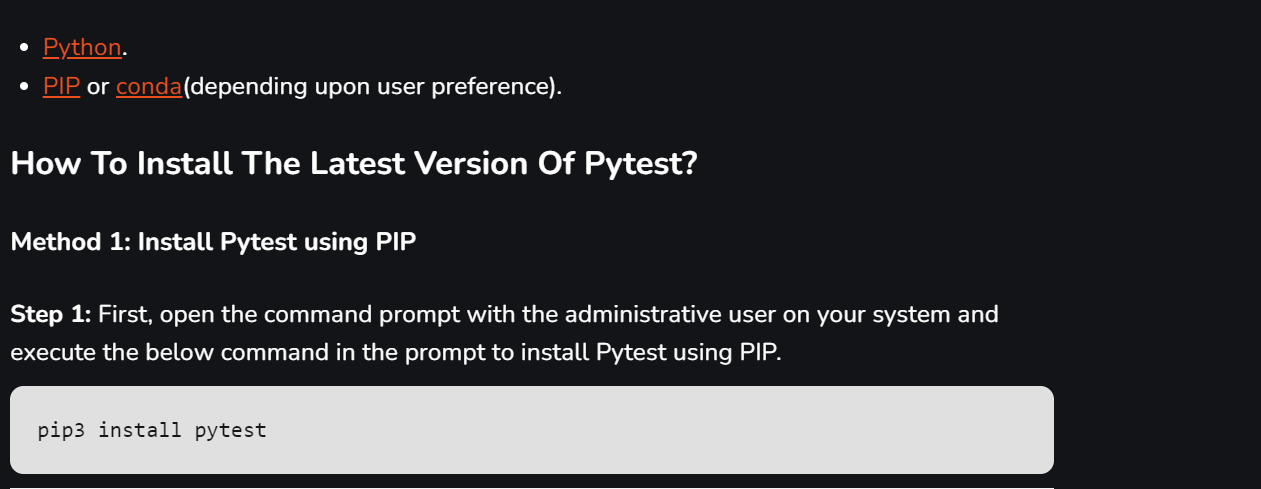 Python.
PIP or conda(depending upon user preference).
How To Install The Latest Version Of Pytest?
Method 1: Install Pytest using PIP
Step 1: First, open the command prompt with the administrative user on your system and
execute the below command in the prompt to install Pytest using PIP.
pip3 install pytest